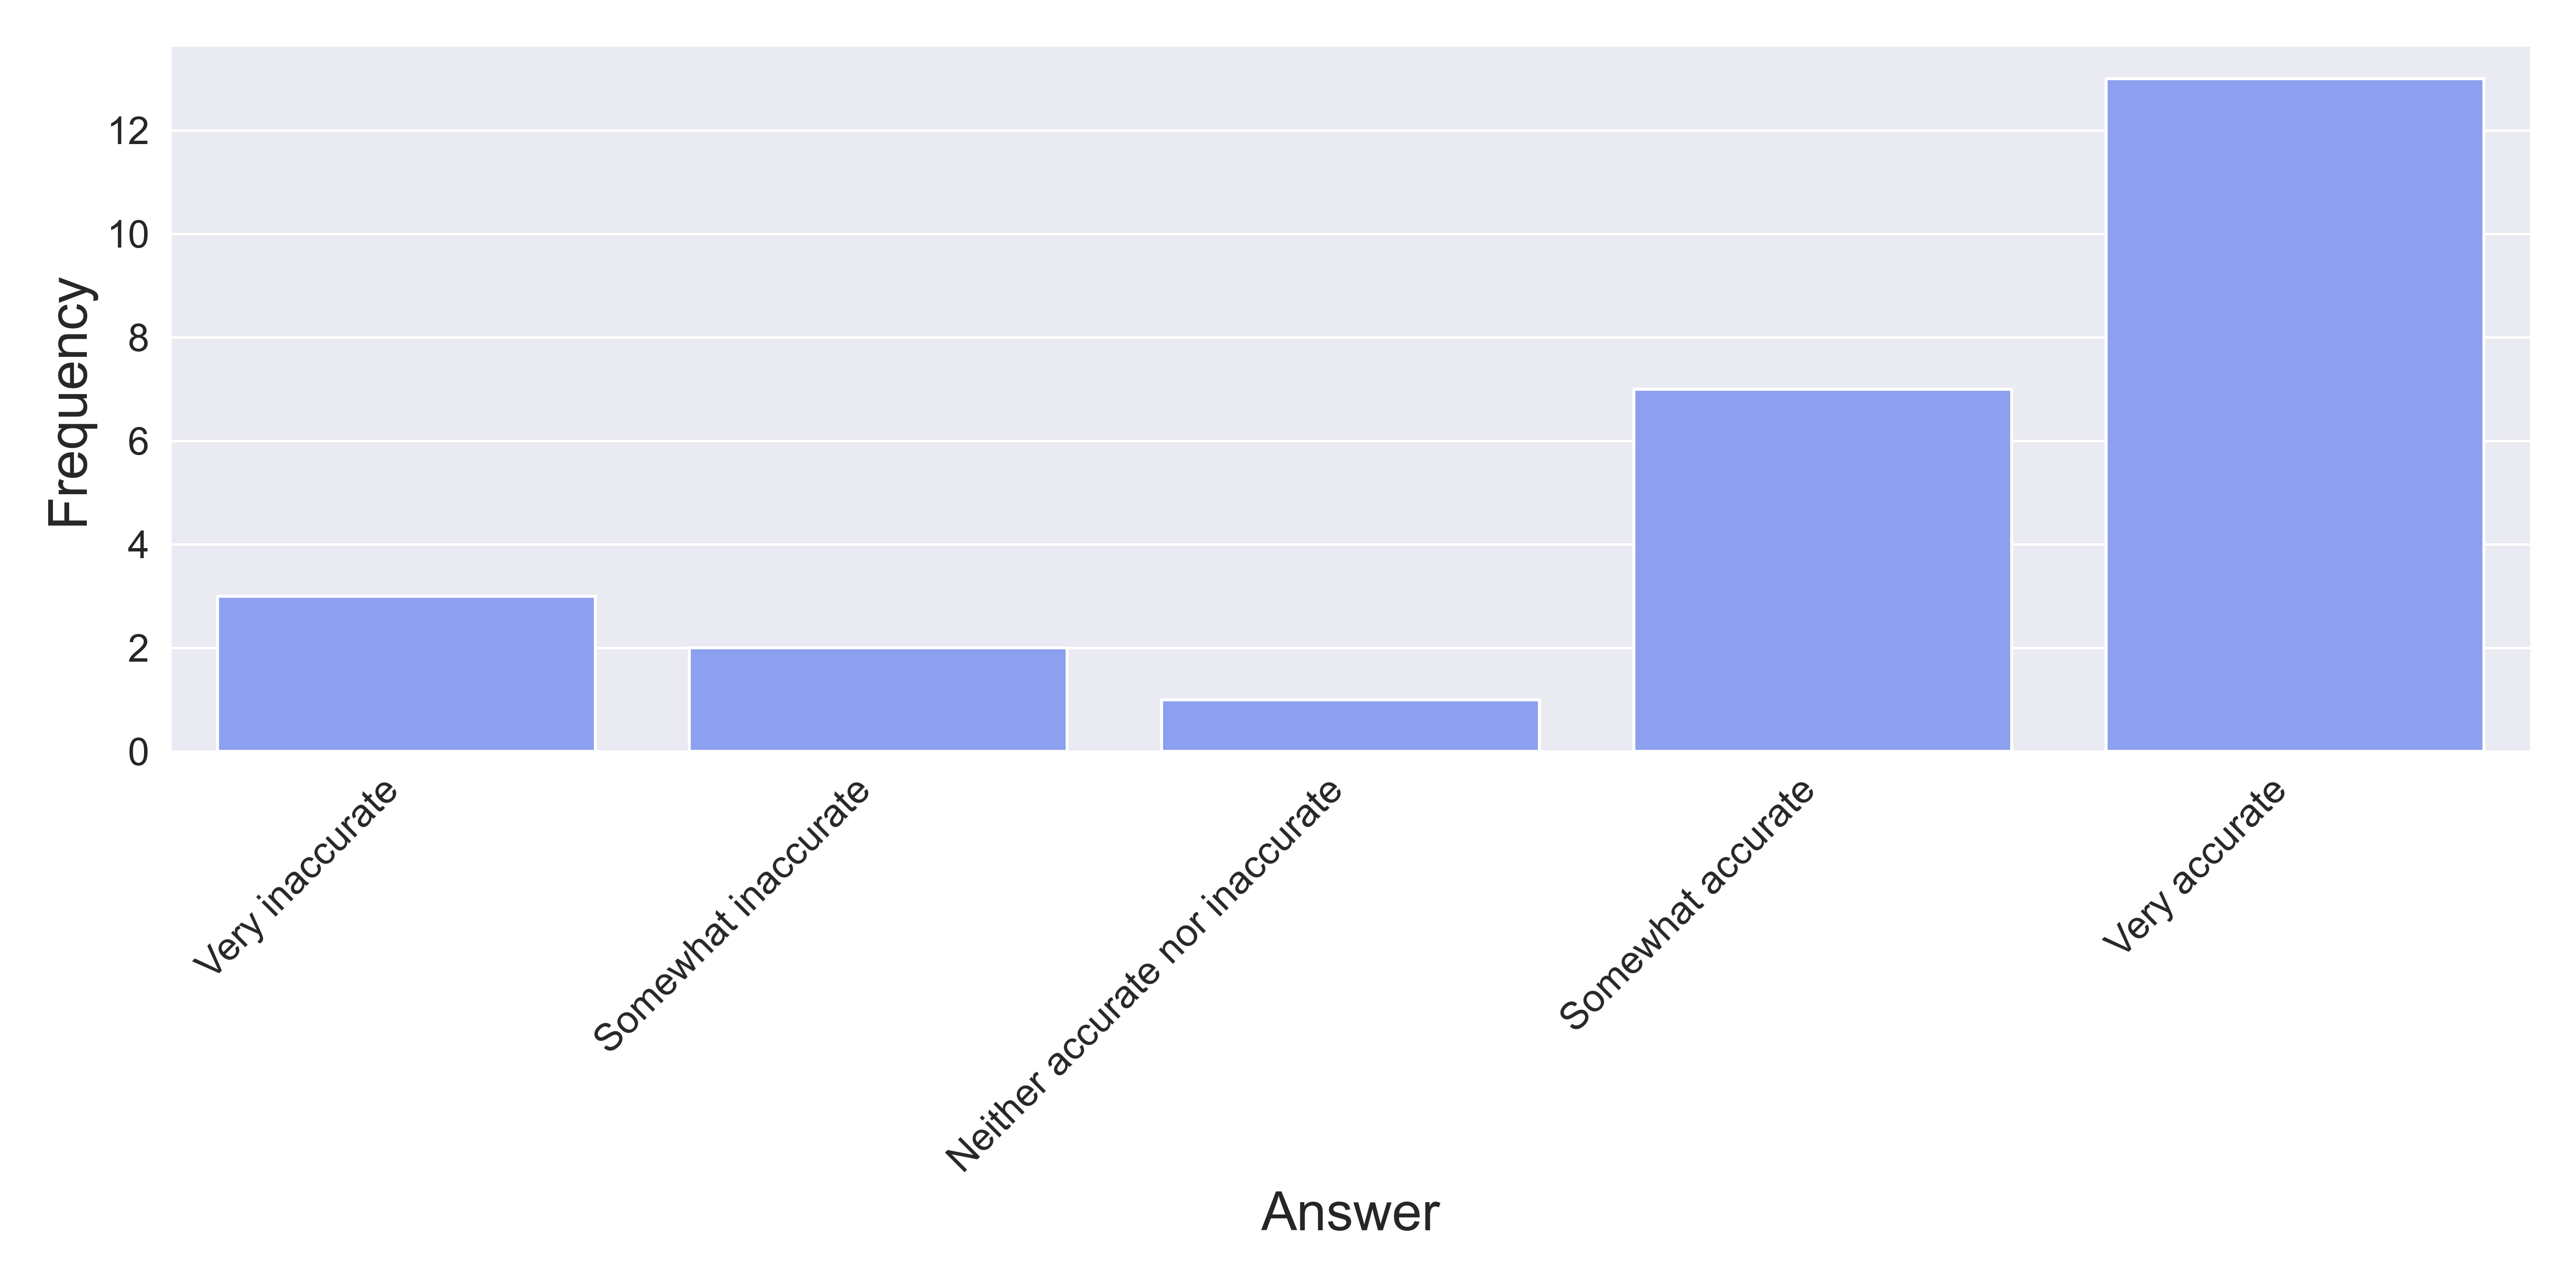 Frequency
12
10
8
6
4
2
0
Very inaccurate
Somewhat inaccurate
Neither accurate nor inaccurate
Somewhat accurate
Very accurate
Answer